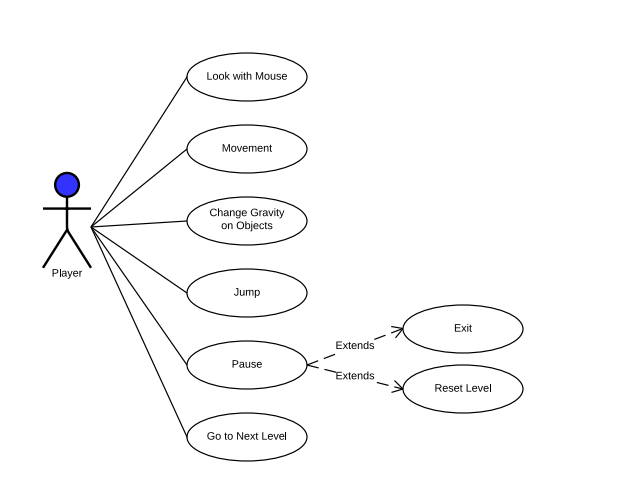 Look with Mouse
Movement
Change Gravity
on Objects
Player
Jump
Exit
Extends
Pause
Extends
Reset Level
Go to Next Level